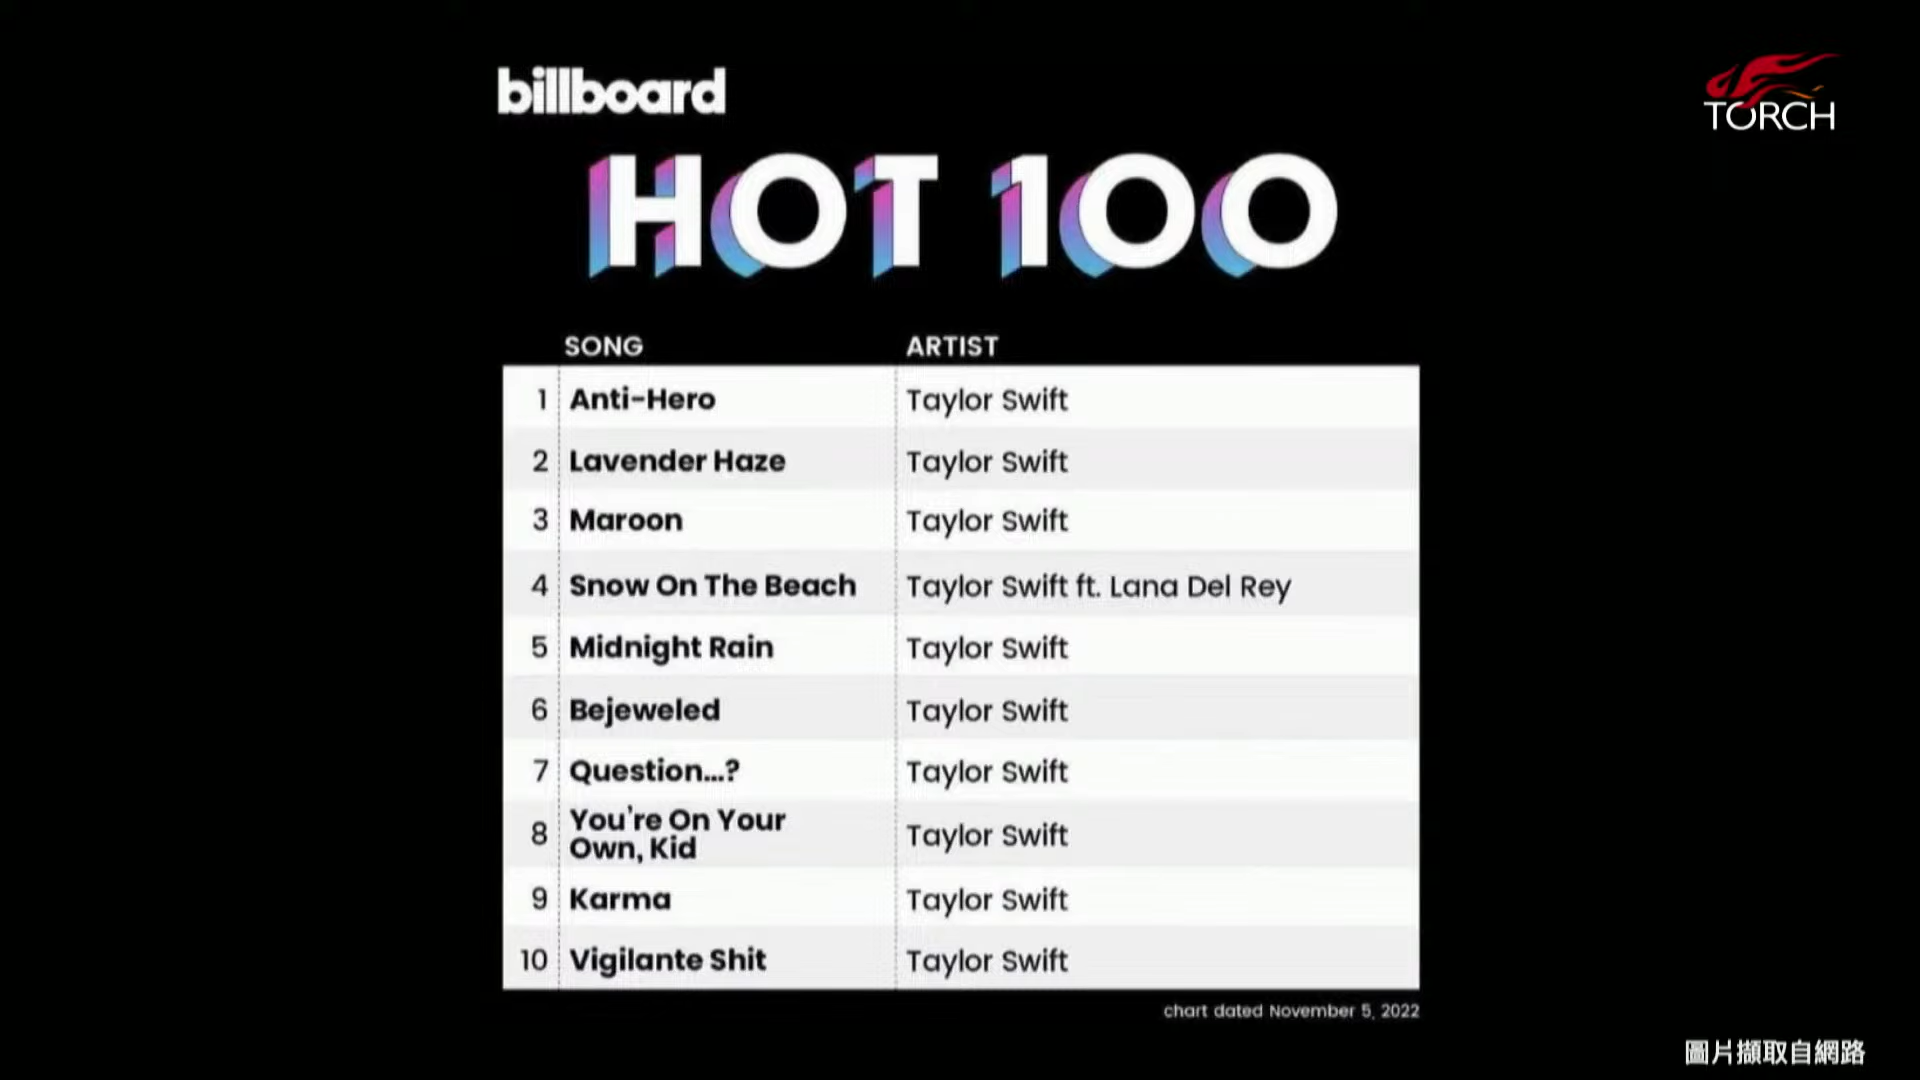 billboard
TORCH
HOT 100
SONG ARTIST
1 Anti-Hero Taylor Swift
2 Lavender Haze Taylor Swift
3 Maroon Taylor Swift
4 Snow On The Beach Taylor Swift ft. Lana Del Rey
5 Midnight Rain Taylor Swift
6 Bejeweled Taylor Swift
7 Question...? Taylor Swift
8 You're On Your
Own, Kid Taylor Swift
9 Karma Taylor Swift
10 Vigilante Shit Taylor Swift
chart dated November 5, 2022
圖片擷取自網路